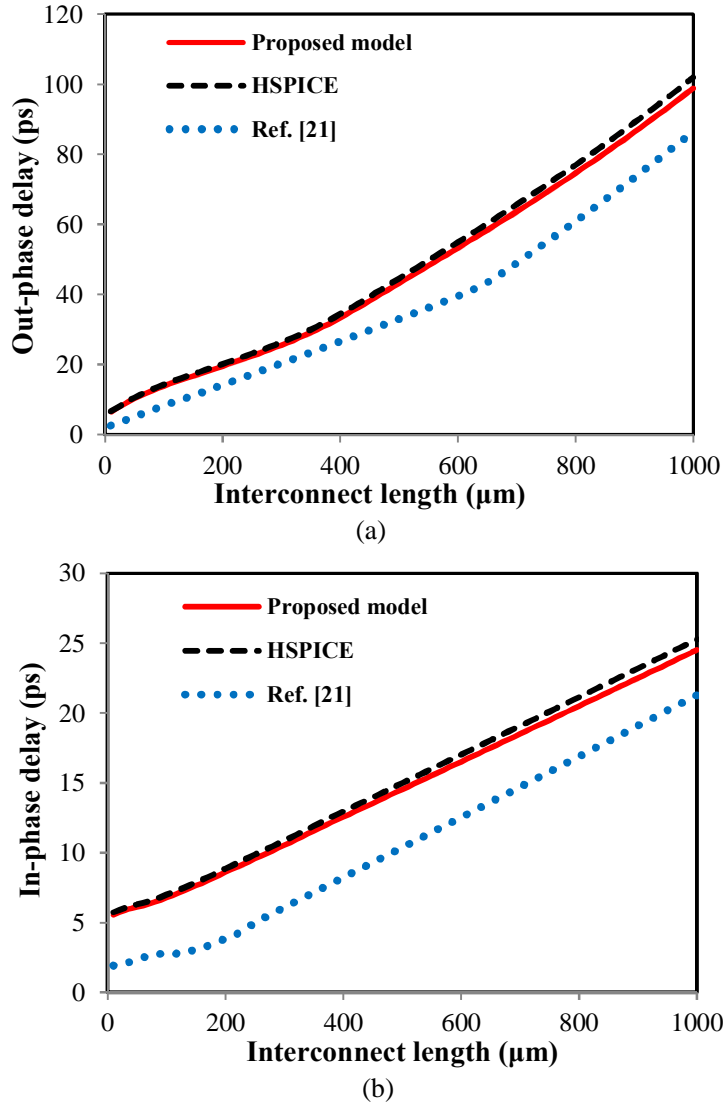 120
100
80
60
40
20
0
Out-phase delay (ps)
Proposed model
HSPICE
Ref. [21]
0 200 400 600 800 1000
Interconnect length (µm)
(a)
30
25
20
15
10
5
0
In-phase delay (ps)
Proposed model
HSPICE
Ref. [21]
0 200 400 600 800 1000
Interconnect length (µm)
(b)